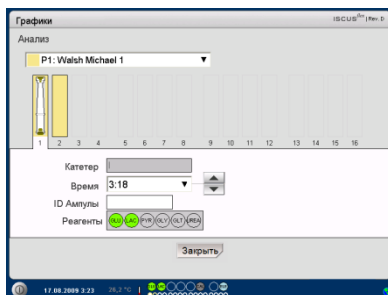 Графики ISCUS flex | Rev. D
Анализ
P1: Walsh Michael 1
1 2 3 4 5 6 7 8 9 10 11 12 13 14 15 16
Катетер
Время 3:18
ID Ампулы
Реагенты GLU LAC PYR GLY GLT UREA
Закрыть
17.08.2009 3:23 26,2 °C